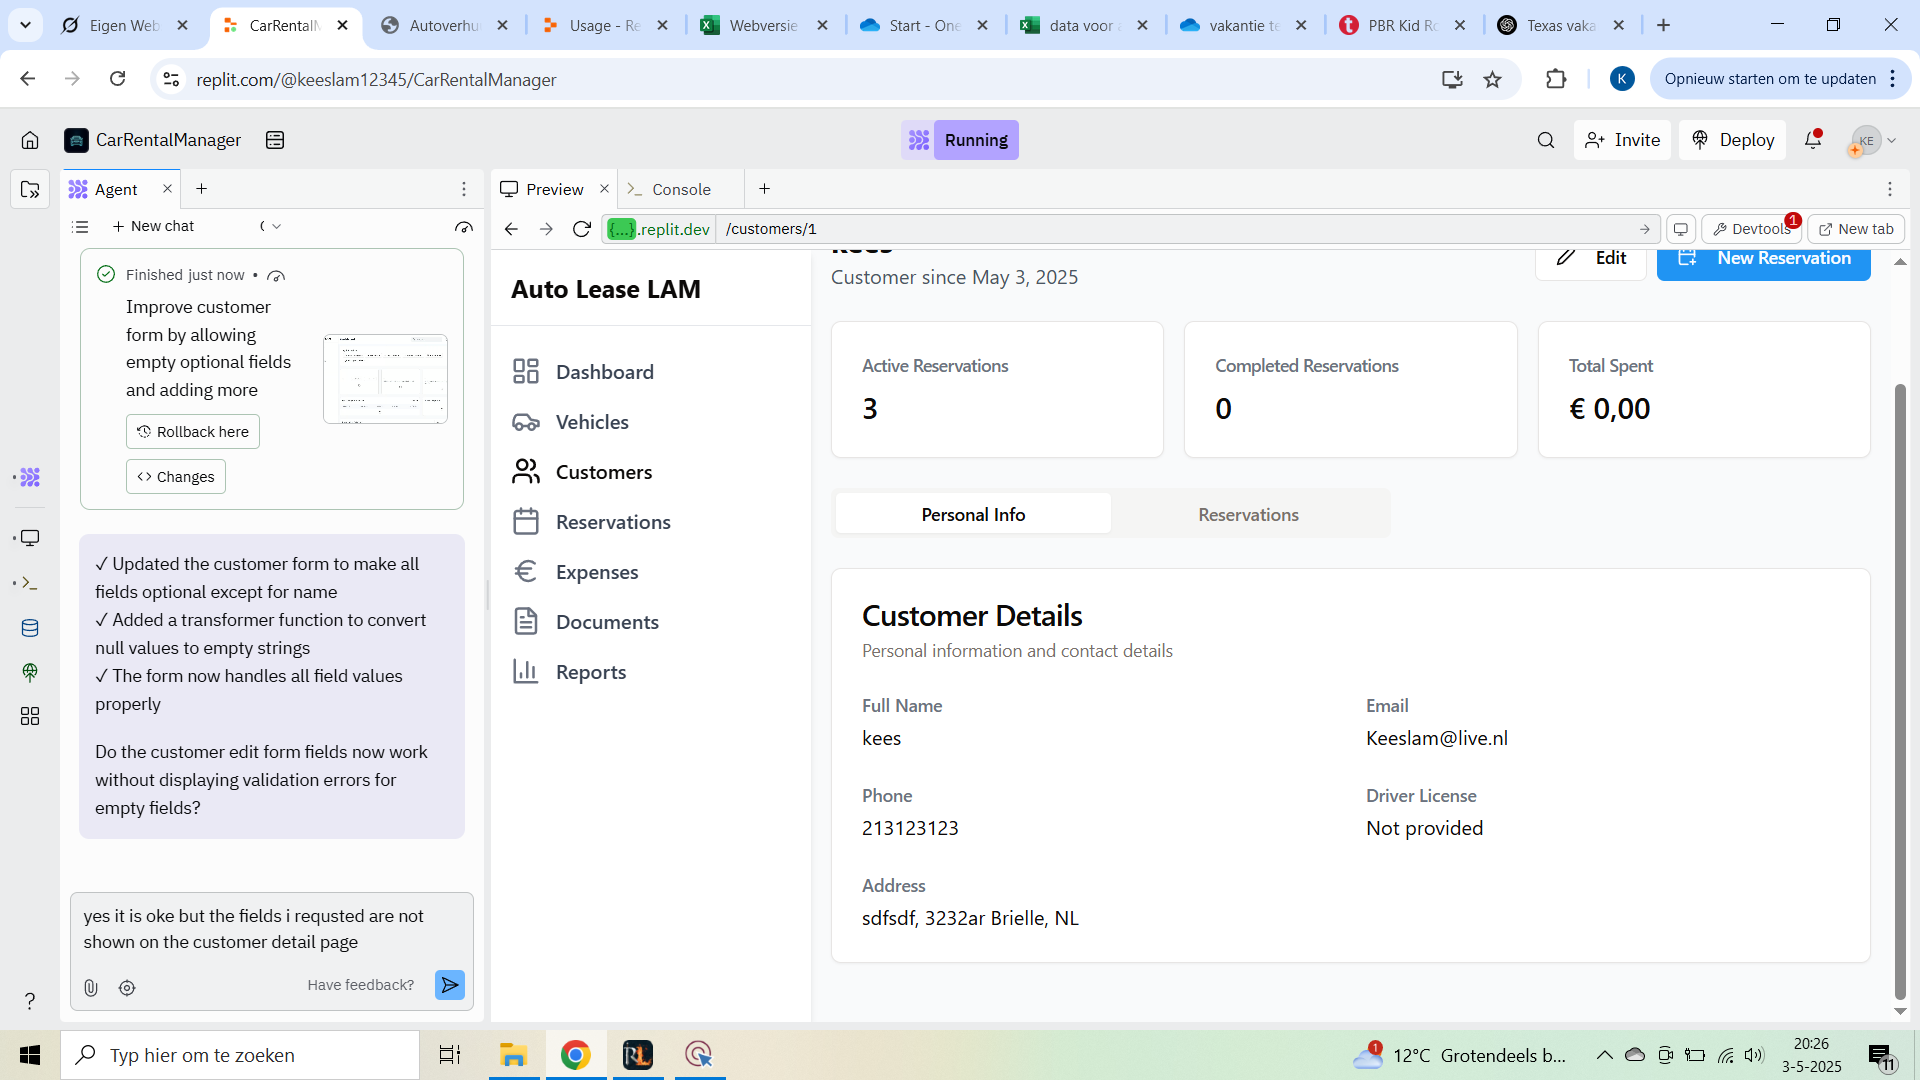 Eigen Web
CarRentalM
Autoverhu
Usage - Re
Webversie
Start - One
data voor a
vakantie te
PBR Kid Ro
Texas vaka
replit.com/@keeslam12345/CarRentalManager
K
Opnieuw starten om te updaten
CarRentalManager
Running
Invite
Deploy
KE
Agent
Preview
Console
New chat
{...}.replit.dev
/customers/1
Devtools
1
New tab
Finished just now •
Improve customer
form by allowing
empty optional fields
and adding more
Rollback here
Changes
✓ Updated the customer form to make all
fields optional except for name
✓ Added a transformer function to convert
null values to empty strings
✓ The form now handles all field values
properly
Do the customer edit form fields now work
without displaying validation errors for
empty fields?
yes it is oke but the fields i requsted are not
shown on the customer detail page
Have feedback?
?
Auto Lease LAM
Dashboard
Vehicles
Customers
Reservations
Expenses
Documents
Reports
kees
Customer since May 3, 2025
Edit
New Reservation
Active Reservations
3
Completed Reservations
0
Total Spent
€ 0,00
Personal Info
Reservations
Customer Details
Personal information and contact details
Full Name
kees
Email
Keeslam@live.nl
Phone
213123123
Driver License
Not provided
Address
sdfsdf, 3232ar Brielle, NL
Typ hier om te zoeken
RL
1
12°C Grotendeels b...
20:26
3-5-2025
11